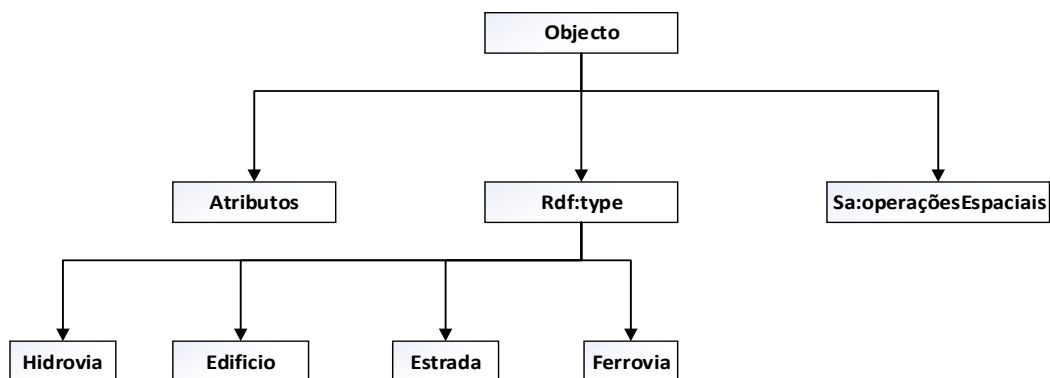 Objecto
Atributos
Rdf:type
Sa:operaçõesEspaciais
Hidrovia
Edificio
Estrada
Ferrovia